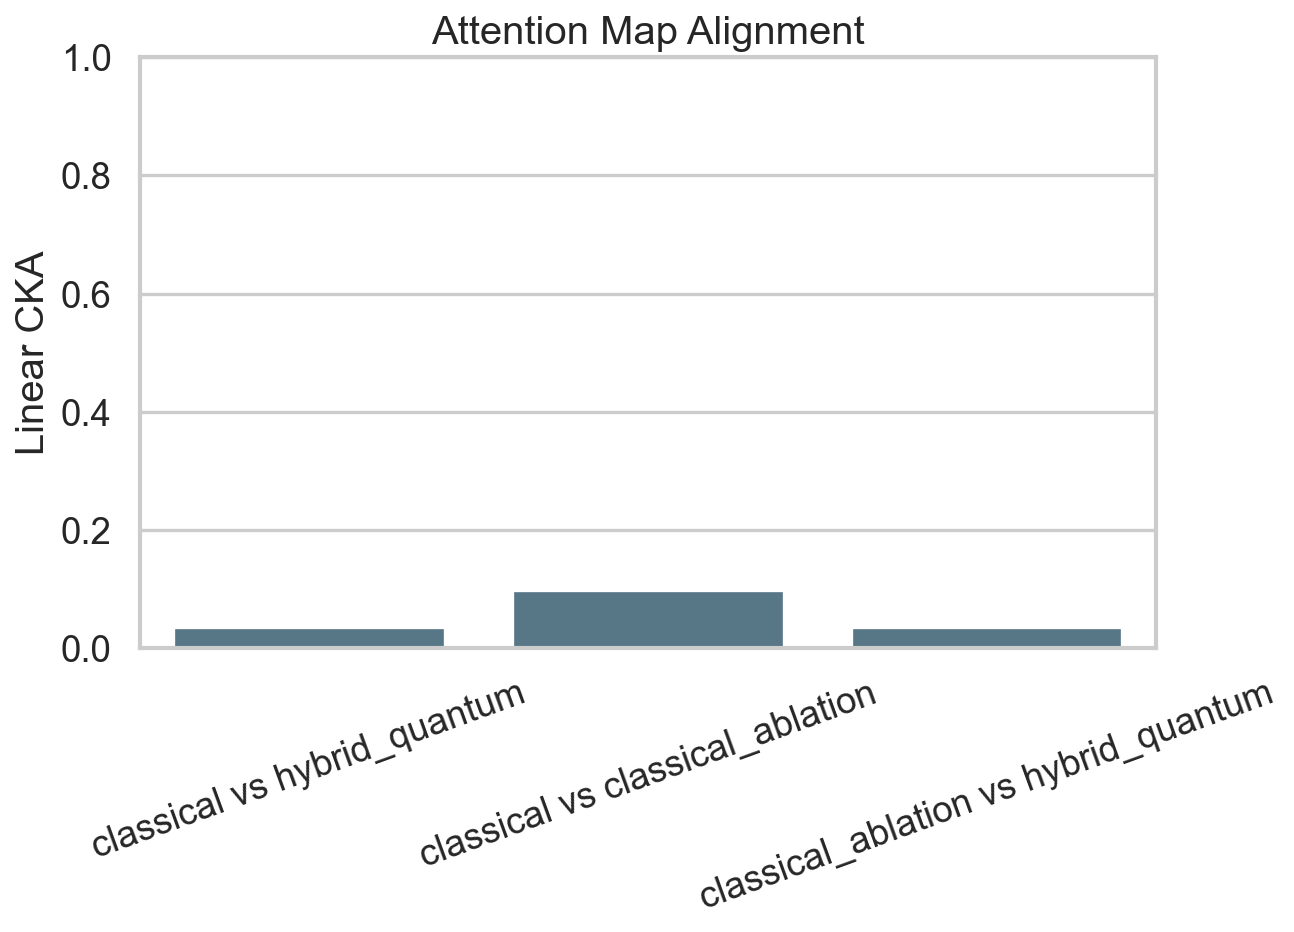 Attention Map Alignment
1.0
0.8
0.6
0.4
0.2
0.0
Linear CKA
classical vs hybrid_quantum
classical vs classical_ablation
classical_ablation vs hybrid_quantum